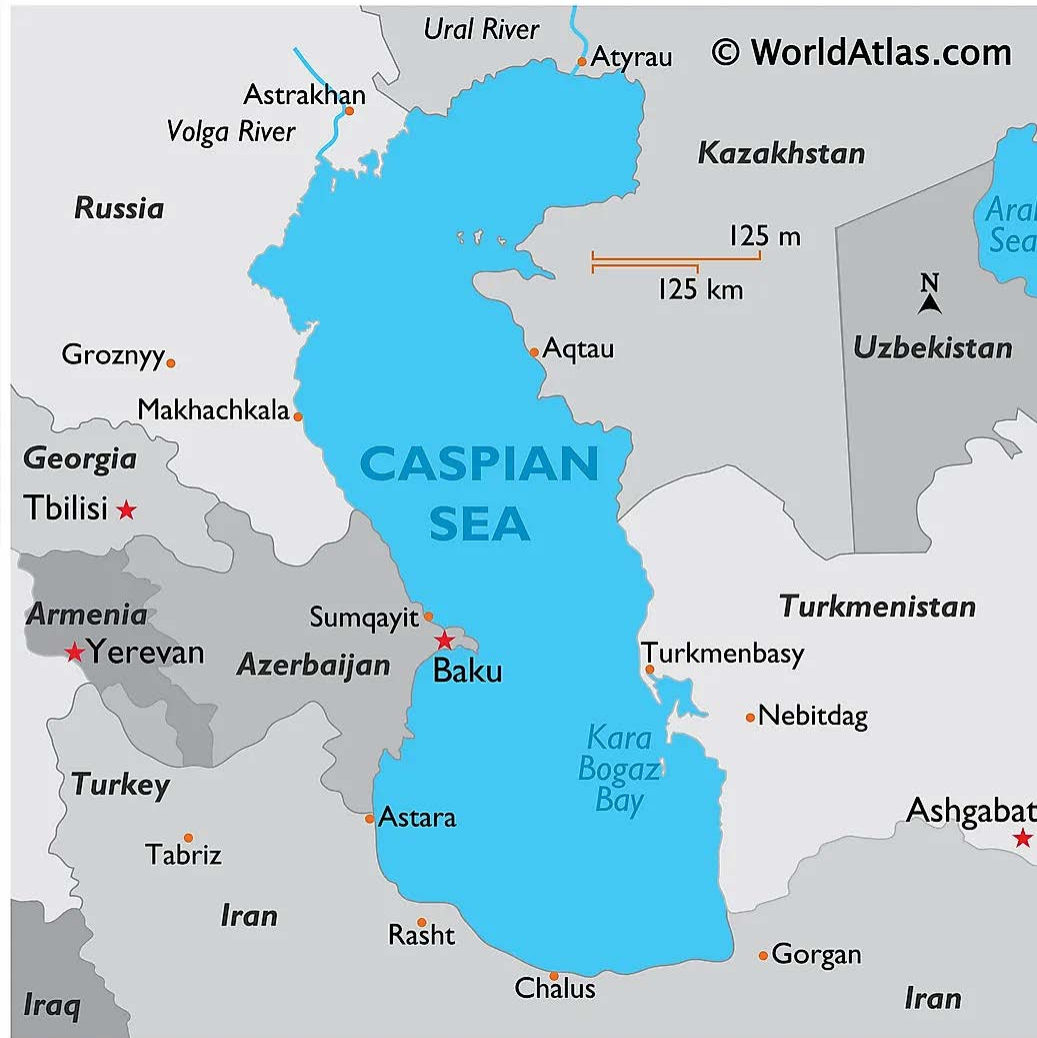 Ural River
Atyrau
© WorldAtlas.com
Astrakhan
Volga River
Kazakhstan
Russia
Aral
Sea
125 m
125 km
N
Uzbekistan
Groznyy
Aqtau
Makhachkala
Georgia
Tbilisi
CASPIAN
SEA
Armenia
Yerevan
Sumqayit
Azerbaijan
Baku
Turkmenistan
Turkmenbasy
Nebitdag
Kara
Bogaz
Bay
Turkey
Astara
Ashgabat
Tabriz
Iran
Rasht
Gorgan
Chalus
Iraq
Iran